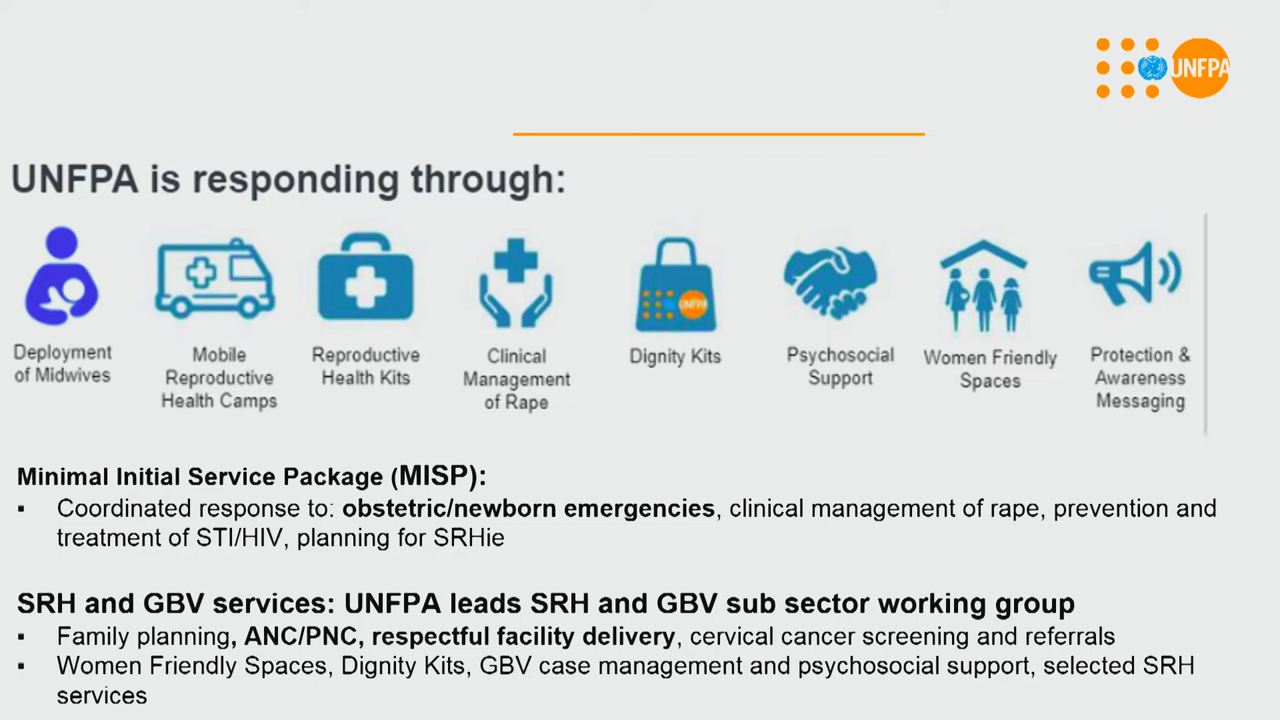 UNFPA
UNFPA is responding through:
UNFPA
Deployment
of Midwives
Mobile
Reproductive
Health Camps
Reproductive
Health Kits
Clinical
Management
of Rape
Dignity Kits
Psychosocial
Support
Women Friendly
Spaces
Protection &
Awareness
Messaging
Minimal Initial Service Package (MISP):
▪ Coordinated response to: obstetric/newborn emergencies, clinical management of rape, prevention and
treatment of STI/HIV, planning for SRHie
SRH and GBV services: UNFPA leads SRH and GBV sub sector working group
▪ Family planning, ANC/PNC, respectful facility delivery, cervical cancer screening and referrals
▪ Women Friendly Spaces, Dignity Kits, GBV case management and psychosocial support, selected SRH
services